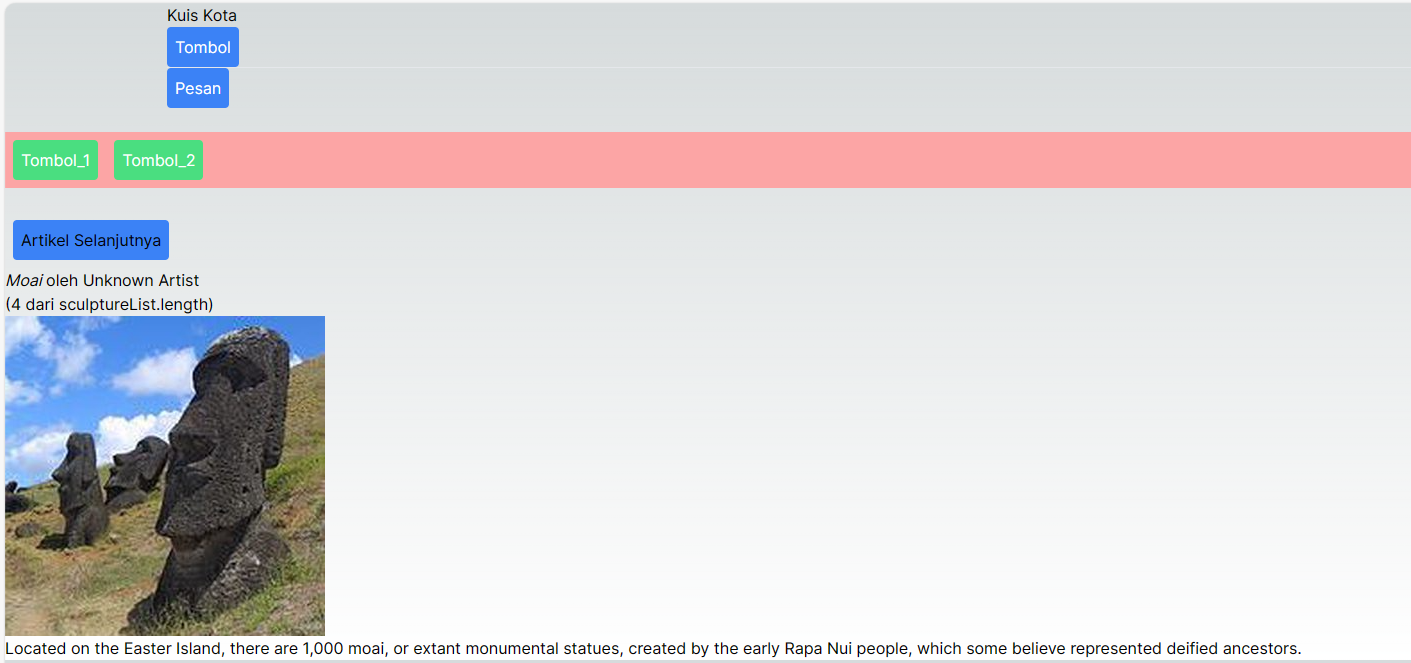 Kuis Kota
Tombol
Pesan
Tombol_1 Tombol_2
Artikel Selanjutnya
Moai oleh Unknown Artist
(4 dari sculptureList.length)
Located on the Easter Island, there are 1,000 moai, or extant monumental statues, created by the early Rapa Nui people, which some believe represented deified ancestors.